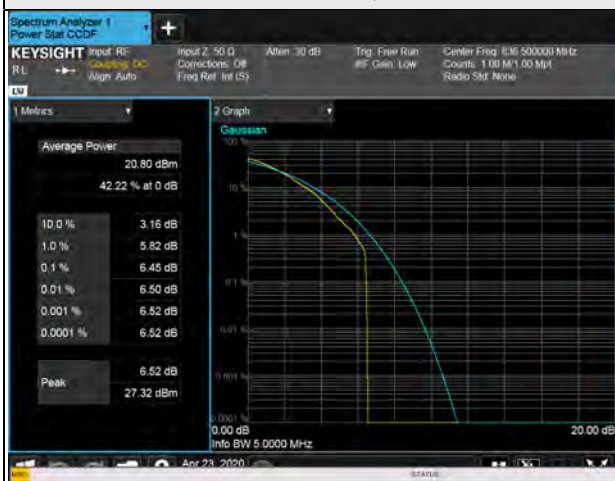 Spectrum Analyzer 1
Power Stat CCDF
+
KEYSIGHT
RL
Input: RF
Coupling: DC
Align: Auto
Input Z: 50 Ω
Corrections: Off
Freq Ref: Int (S)
Atten: 30 dB
Trig: Free Run
#IF Gain: Low
Center Freq: 836.500000 MHz
Counts: 1.00 M/1.00 Mpt
Radio Std: None
LXI
1 Metrics
Average Power
20.80 dBm
42.22 % at 0 dB
10.0 % 3.16 dB
1.0 % 5.82 dB
0.1 % 6.45 dB
0.01 % 6.50 dB
0.001 % 6.52 dB
0.0001 % 6.52 dB
Peak
6.52 dB
27.32 dBm
2 Graph
Gaussian
100 %
10 %
1 %
0.1 %
0.01 %
0.001 %
0.0001 %
0.00 dB
20.00 dB
Info BW 5.0000 MHz
Apr 23, 2020
MSG
STATUS